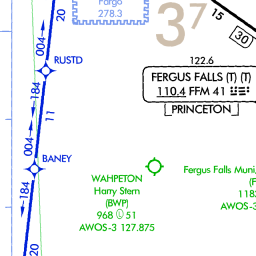 Fargo
278.3
37
15
30
004
20
RUSTD
122.6
FERGUS FALLS (T) (T)
110.4 FFM 41
PRINCETON
184
11
004
BANEY
184
20
WAHPETON
Harry Stern
(BWP)
968 51
AWOS-3 127.875
Fergus Falls Muni
(F
118
AWOS-3